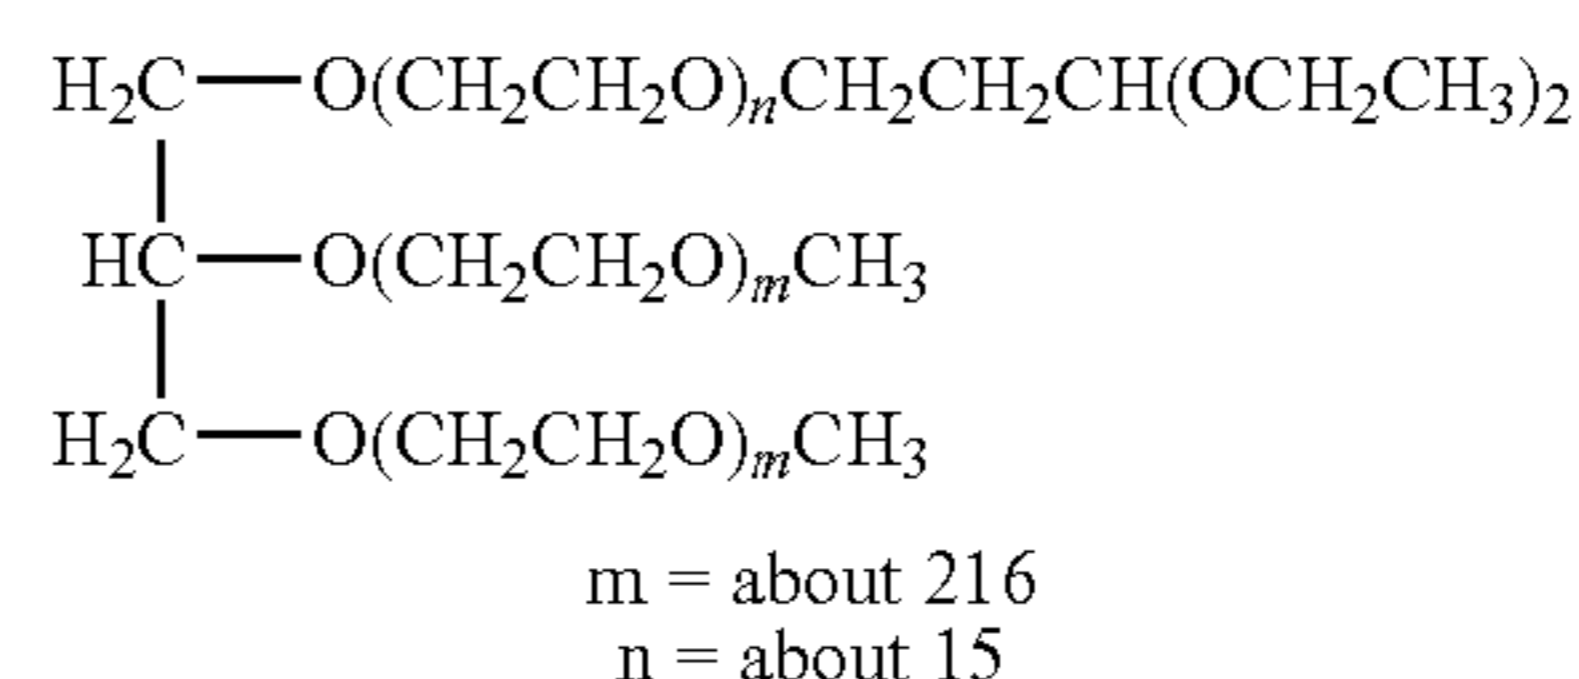 H₂C—O(CH₂CH₂O)ₙCH₂CH₂CH(OCH₂CH₃)₂
HC—O(CH₂CH₂O)ₘCH₃
H₂C—O(CH₂CH₂O)ₘCH₃
m = about 216
n = about 15